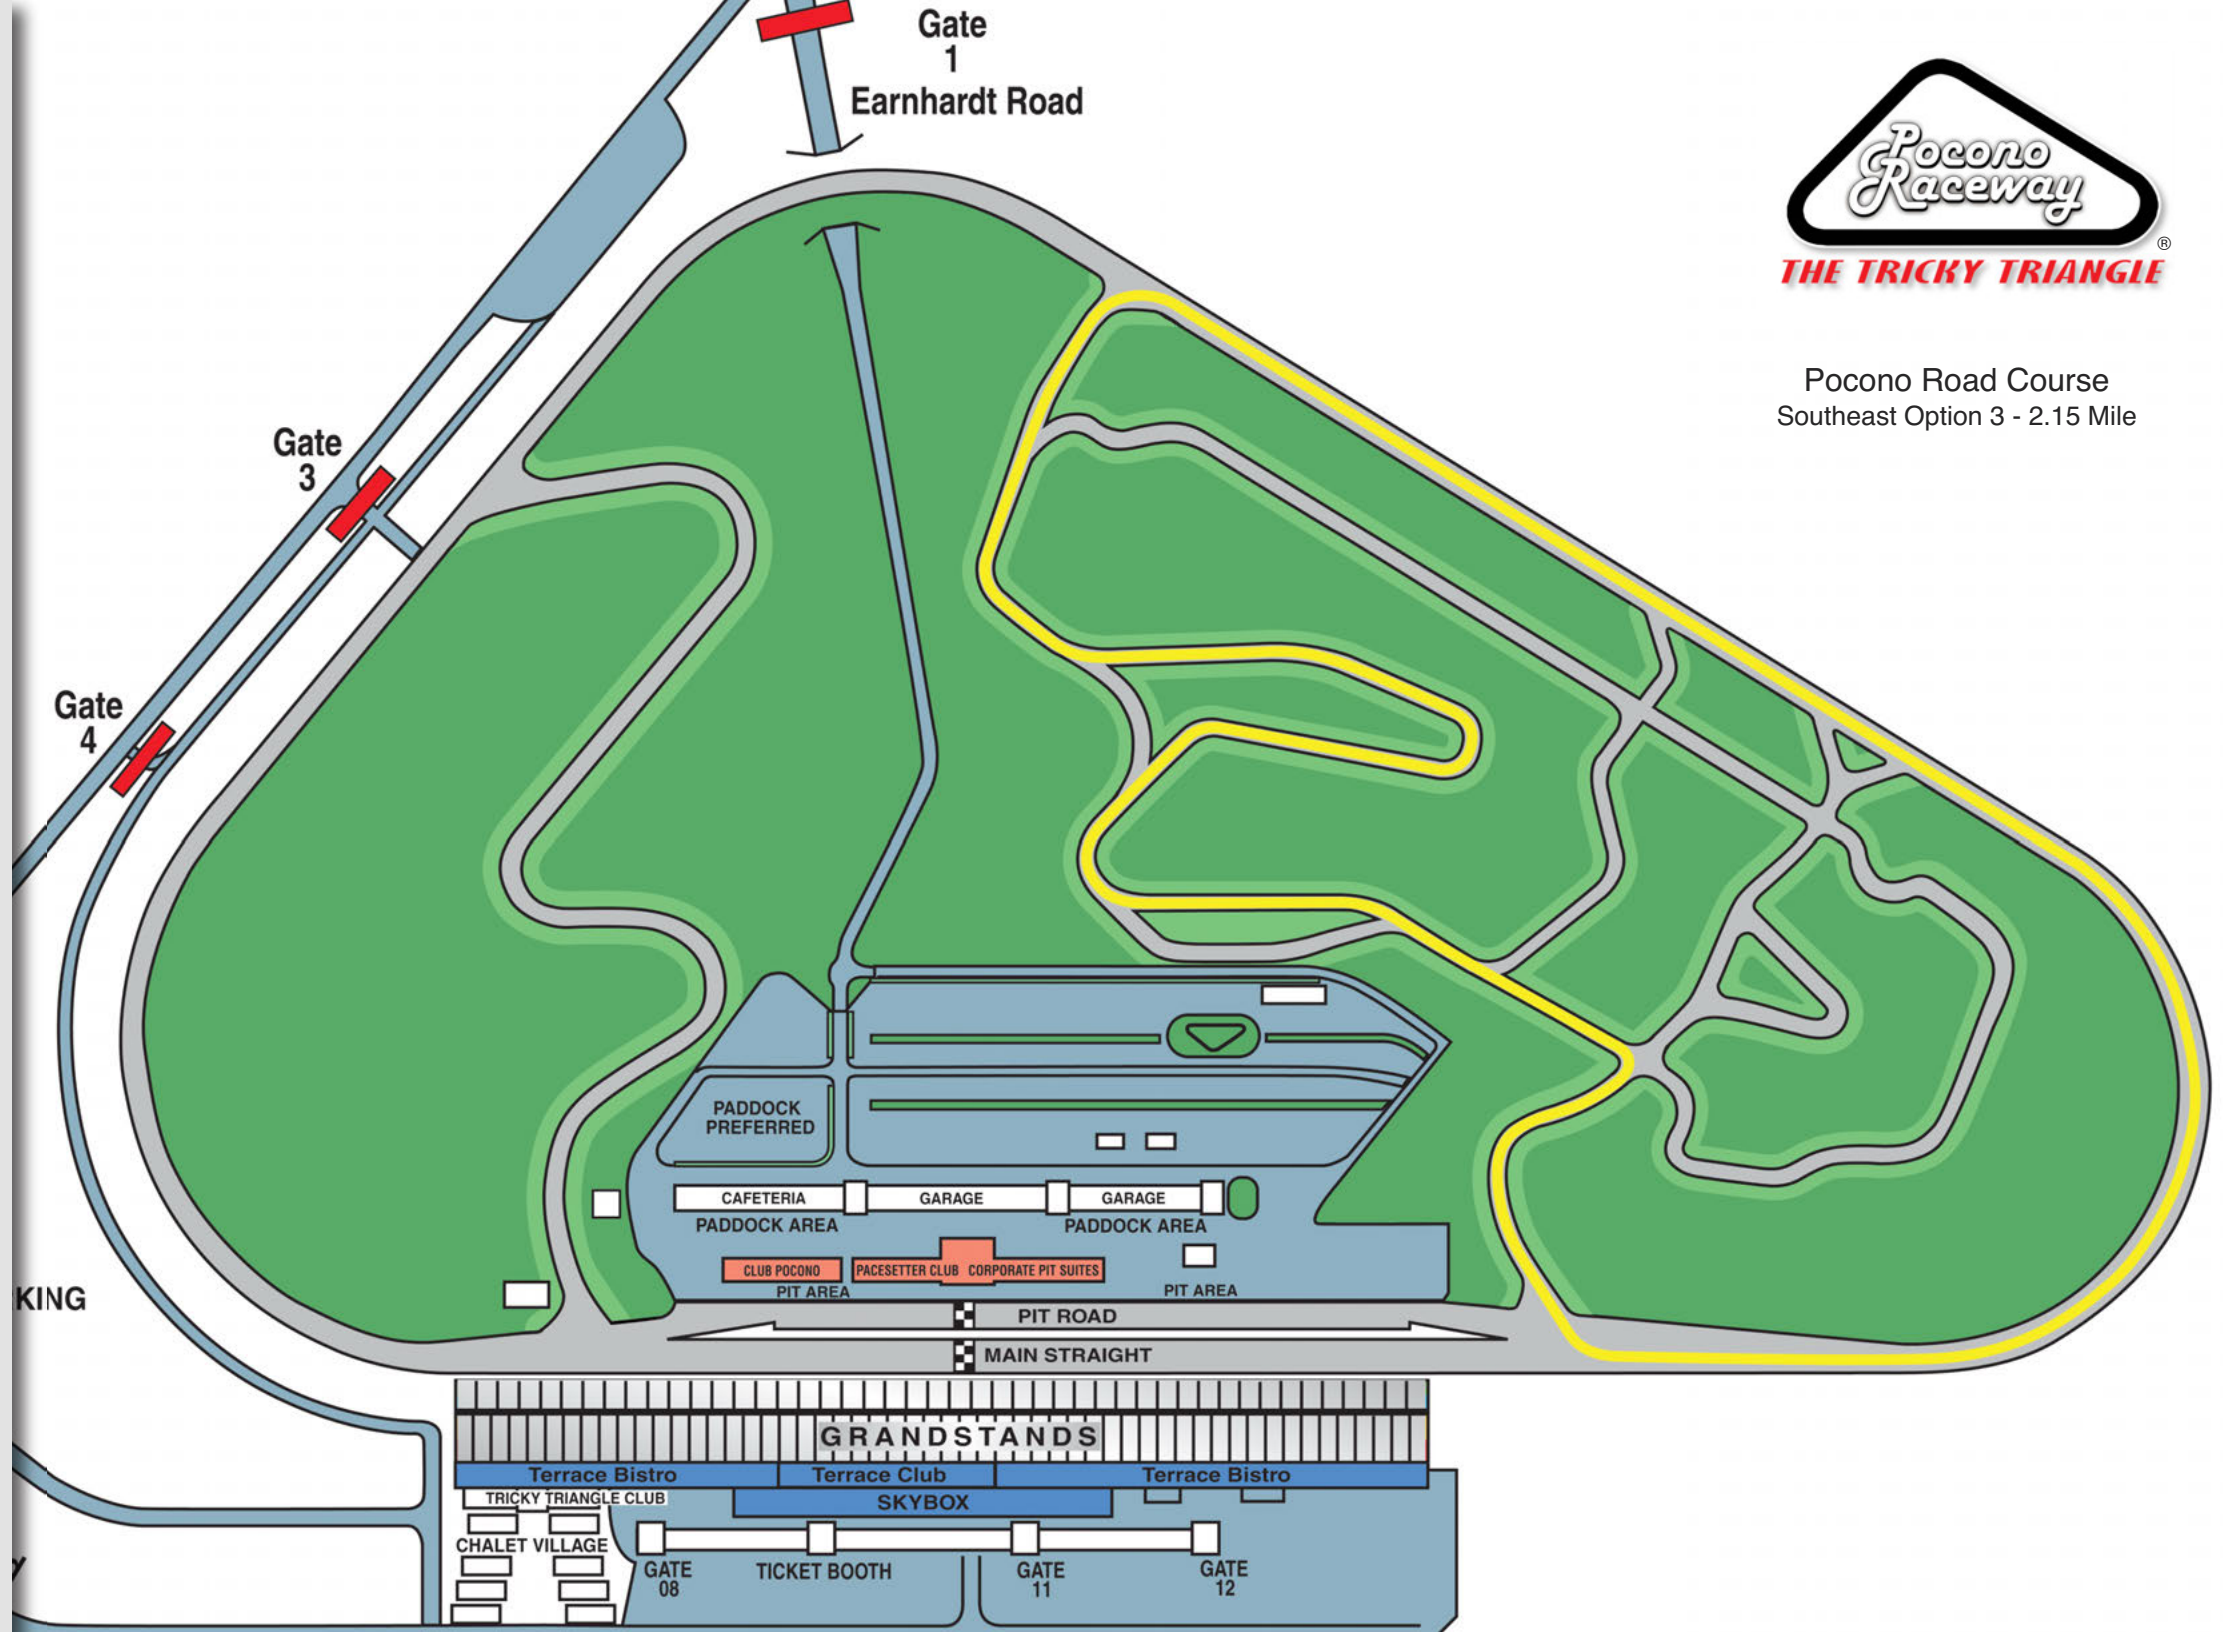 Gate
1
Earnhardt Road
Pocono
Raceway
®
THE TRICKY TRIANGLE
Pocono Road Course
Southeast Option 3 - 2.15 Mile
Gate
3
Gate
4
PADDOCK
PREFERRED
CAFETERIA
GARAGE
GARAGE
PADDOCK AREA
PADDOCK AREA
CLUB POCONO
PACESETTER CLUB
CORPORATE PIT SUITES
PIT AREA
PIT AREA
KING
PIT ROAD
MAIN STRAIGHT
GRANDSTANDS
Terrace Bistro
Terrace Club
Terrace Bistro
TRICKY TRIANGLE CLUB
SKYBOX
CHALET VILLAGE
GATE
08
TICKET BOOTH
GATE
11
GATE
12